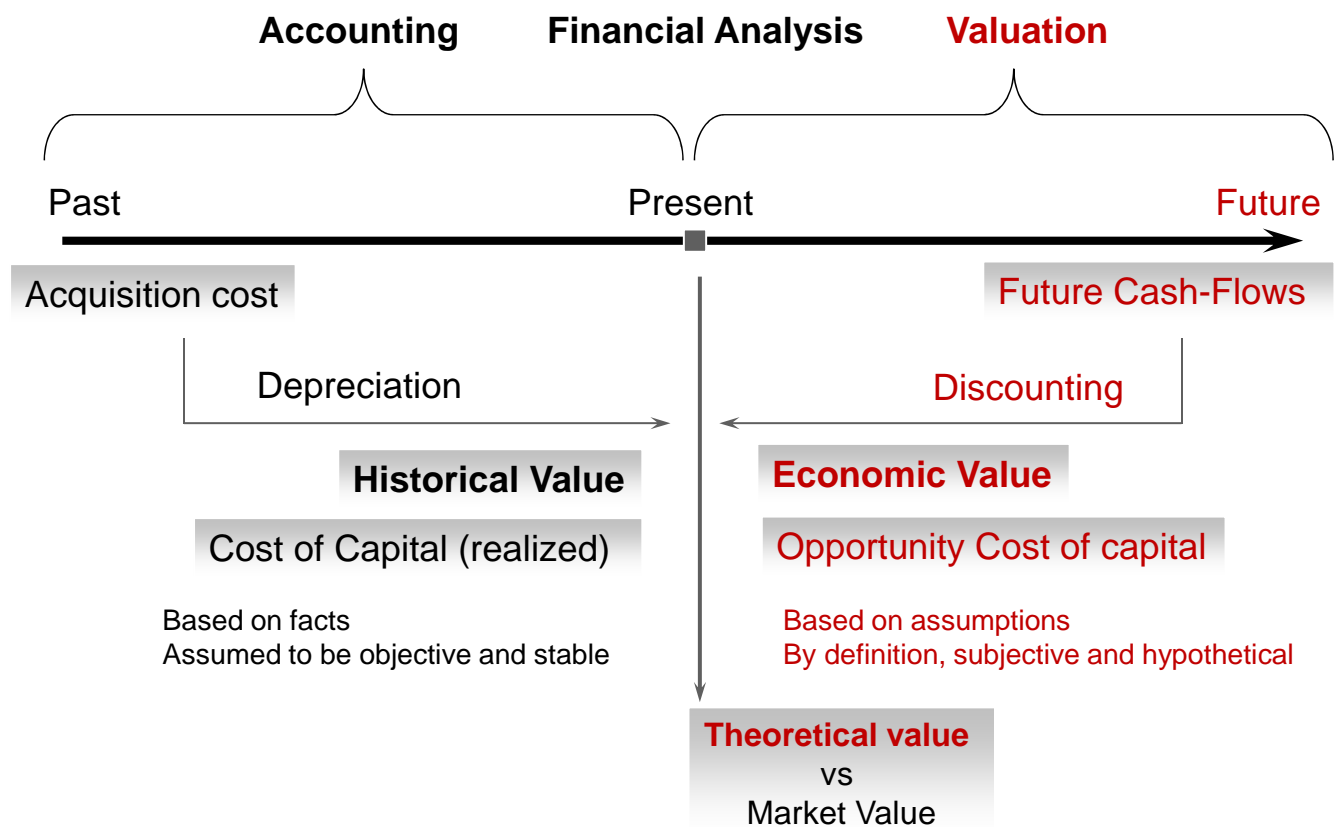 Accounting Financial Analysis Valuation
Past Present Future
Acquisition cost Future Cash-Flows
Depreciation Discounting
Historical Value Economic Value
Cost of Capital (realized) Opportunity Cost of capital
Based on facts Based on assumptions
Assumed to be objective and stable By definition, subjective and hypothetical
Theoretical value
vs
Market Value